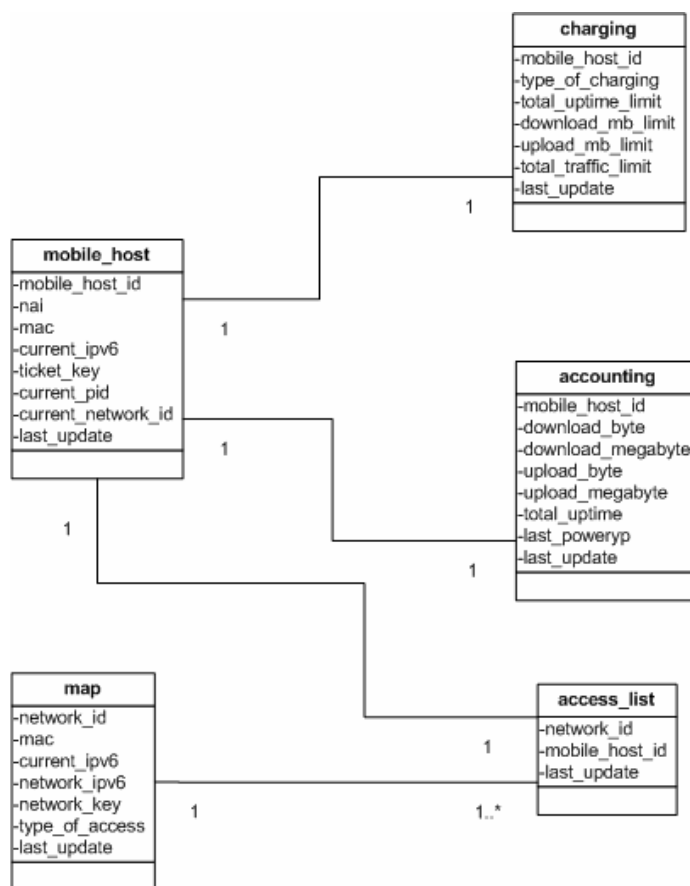 charging
-mobile_host_id
-type_of_charging
-total_uptime_limit
-download_mb_limit
-upload_mb_limit
-total_traffic_limit
-last_update
1
mobile_host
-mobile_host_id
-nai
-mac
-current_ipv6
-ticket_key
-current_pid
-current_network_id
-last_update
1
1
1
accounting
-mobile_host_id
-download_byte
-download_megabyte
-upload_byte
-upload_megabyte
-total_uptime
-last_poweryp
-last_update
1
map
-network_id
-mac
-current_ipv6
-network_ipv6
-network_key
-type_of_access
-last_update
1
access_list
-network_id
-mobile_host_id
-last_update
1
1..*